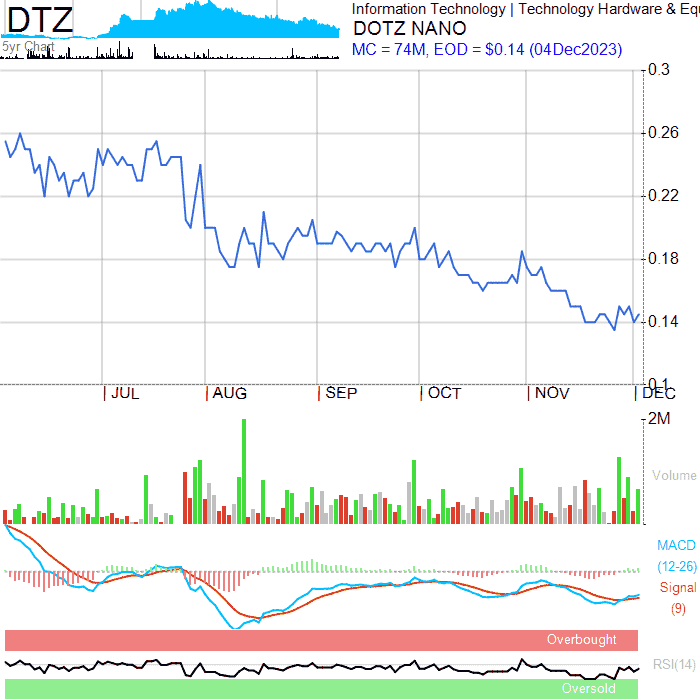 DTZ
Information Technology | Technology Hardware & Equ
DOTZ NANO
5yr Chart
MC = 74M, EOD = $0.14 (04Dec2023)
0.3
0.26
0.22
0.18
0.14
0.1
JUL AUG SEP OCT NOV DEC
2M
Volume
MACD
(12-26)
Signal
(9)
Overbought
RSI(14)
Oversold